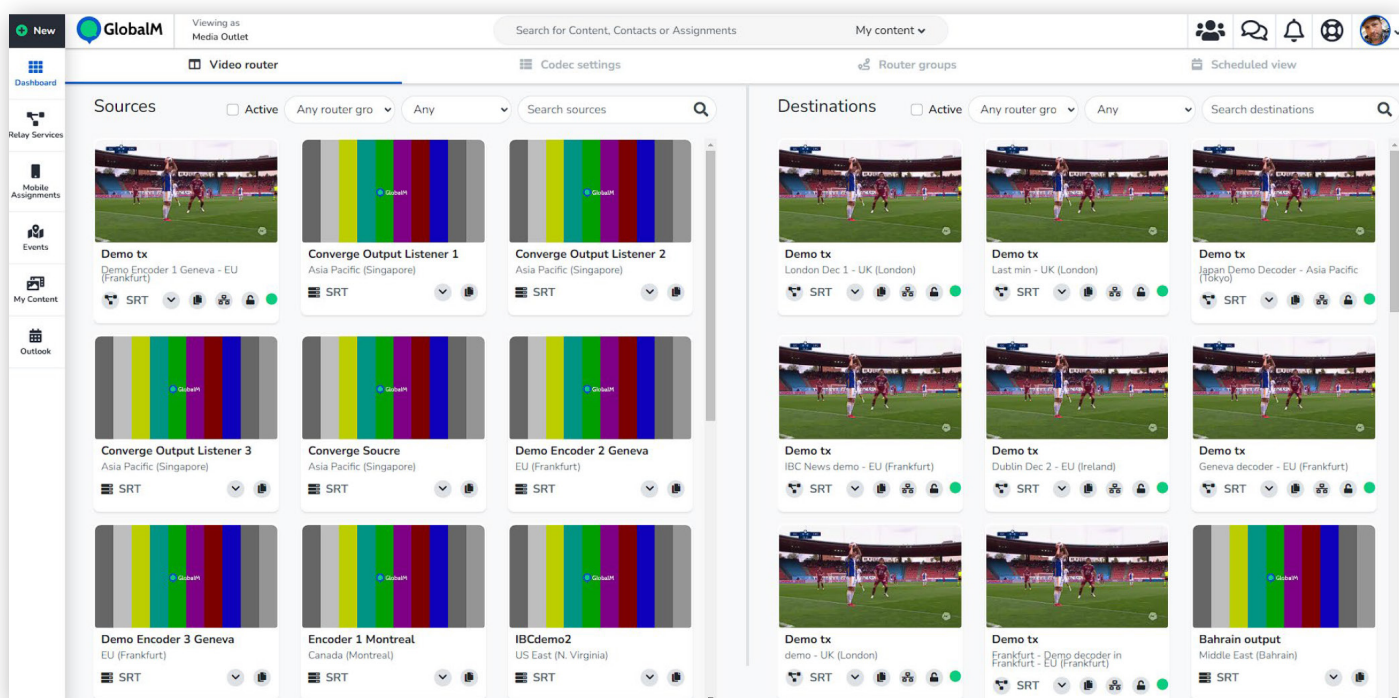 New
GlobalM
Viewing as
Media Outlet
Search for Content, Contacts or Assignments
My content
Dashboard
Relay Services
Mobile
Assignments
Events
My Content
Outlook
Video router
Codec settings
Router groups
Scheduled view
Sources
Active
Any router gro
Any
Search sources
Demo tx
Demo Encoder 1 Geneva - EU
(Frankfurt)
SRT
Converge Output Listener 1
Asia Pacific (Singapore)
SRT
GlobalM
Converge Output Listener 2
Asia Pacific (Singapore)
SRT
GlobalM
Converge Output Listener 3
Asia Pacific (Singapore)
SRT
GlobalM
Converge Soucre
Asia Pacific (Singapore)
SRT
GlobalM
Demo Encoder 2 Geneva
EU (Frankfurt)
SRT
GlobalM
Demo Encoder 3 Geneva
EU (Frankfurt)
SRT
GlobalM
Encoder 1 Montreal
Canada (Montreal)
SRT
GlobalM
IBCdemo2
US East (N. Virginia)
SRT
GlobalM
Destinations
Active
Any router gro
Any
Search destinations
Demo tx
London Dec 1 - UK (London)
SRT
Demo tx
Last min - UK (London)
SRT
Demo tx
Japan Demo Decoder - Asia Pacific
(Tokyo)
SRT
Demo tx
IBC News demo - EU (Frankfurt)
SRT
Demo tx
Dublin Dec 2 - EU (Ireland)
SRT
Demo tx
Geneva decoder - EU (Frankfurt)
SRT
Demo tx
demo - UK (London)
SRT
Demo tx
Frankfurt - Demo decoder in
Frankfurt - EU (Frankfurt)
SRT
GlobalM
Bahrain output
Middle East (Bahrain)
SRT